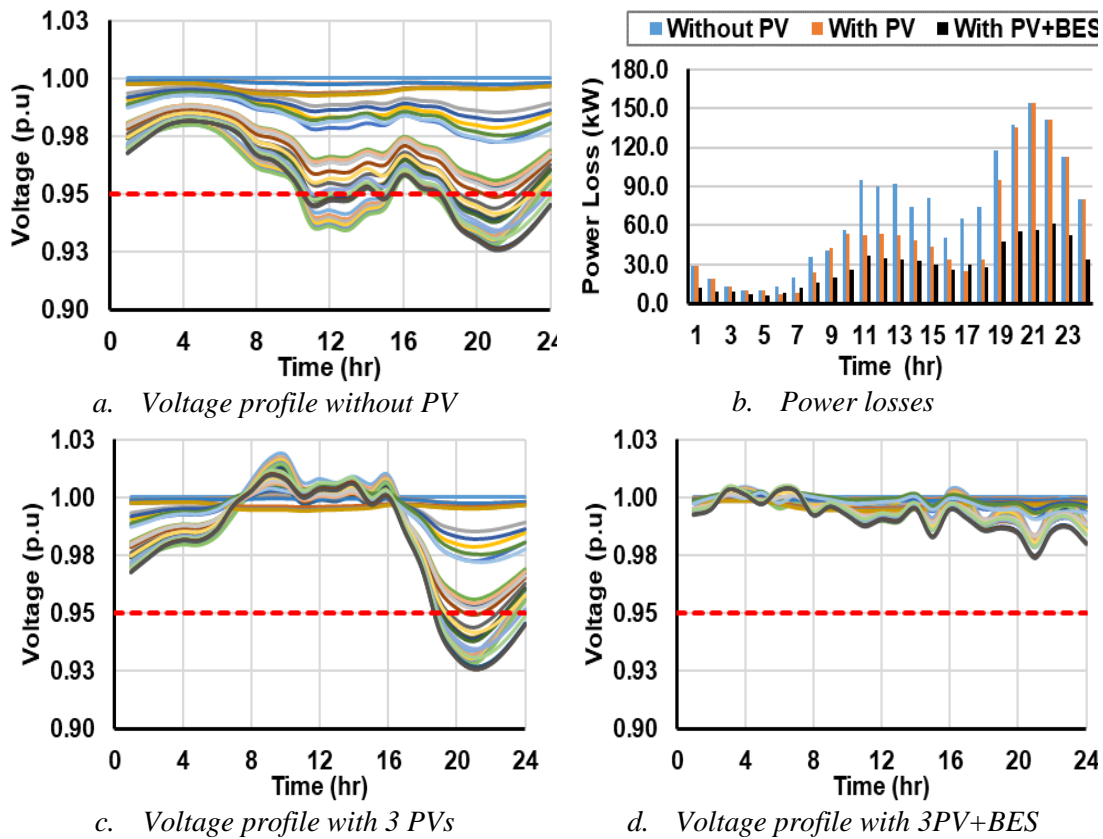 1.03
1.00
0.98
0.95
0.93
0.90
Voltage (p.u)
0 4 8 12 16 20 24
Time (hr)
a. Voltage profile without PV
Without PV With PV With PV+BES
180.0
150.0
120.0
90.0
60.0
30.0
0.0
Power Loss (kW)
1 3 5 7 9 11 13 15 17 19 21 23
Time (hr)
b. Power losses
1.03
1.00
0.98
0.95
0.93
0.90
Voltage (p.u)
0 4 8 12 16 20 24
Time (hr)
c. Voltage profile with 3 PVs
1.03
1.00
0.98
0.95
0.93
0.90
Voltage (p.u)
0 4 8 12 16 20 24
Time (hr)
d. Voltage profile with 3PV+BES